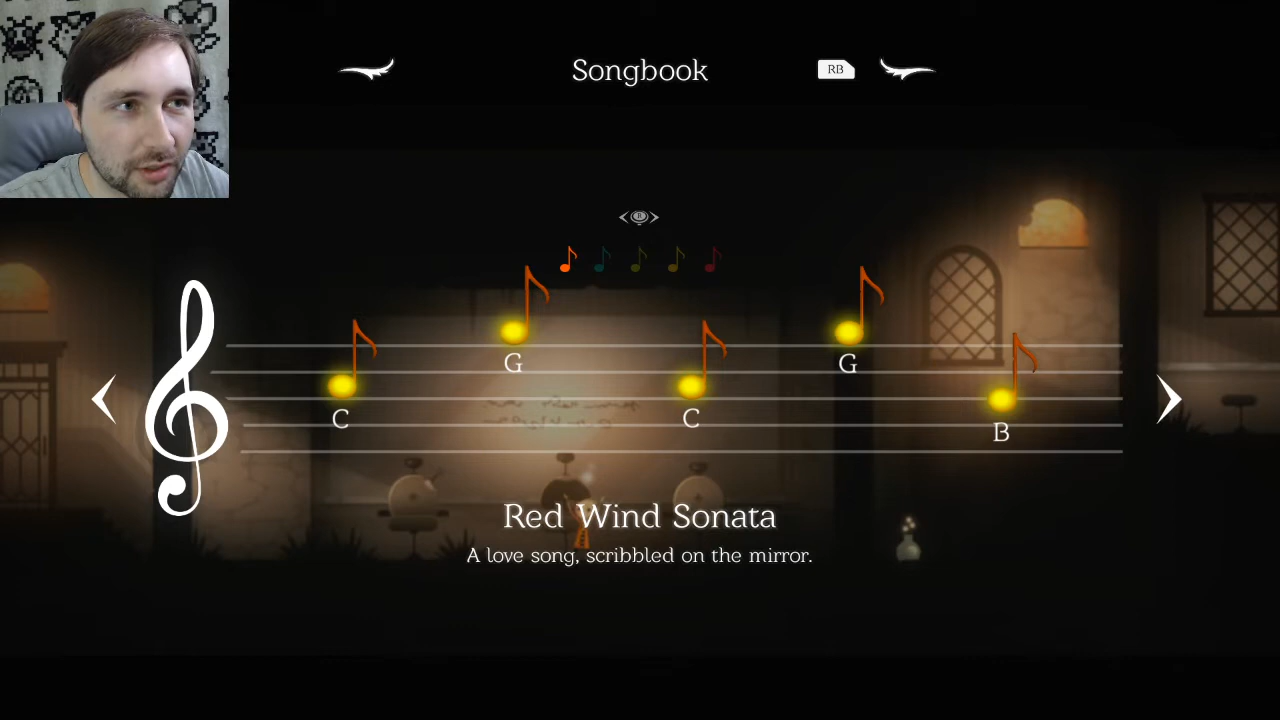 Songbook
RB
G
G
C
C
B
Red Wind Sonata
A love song, scribbled on the mirror.